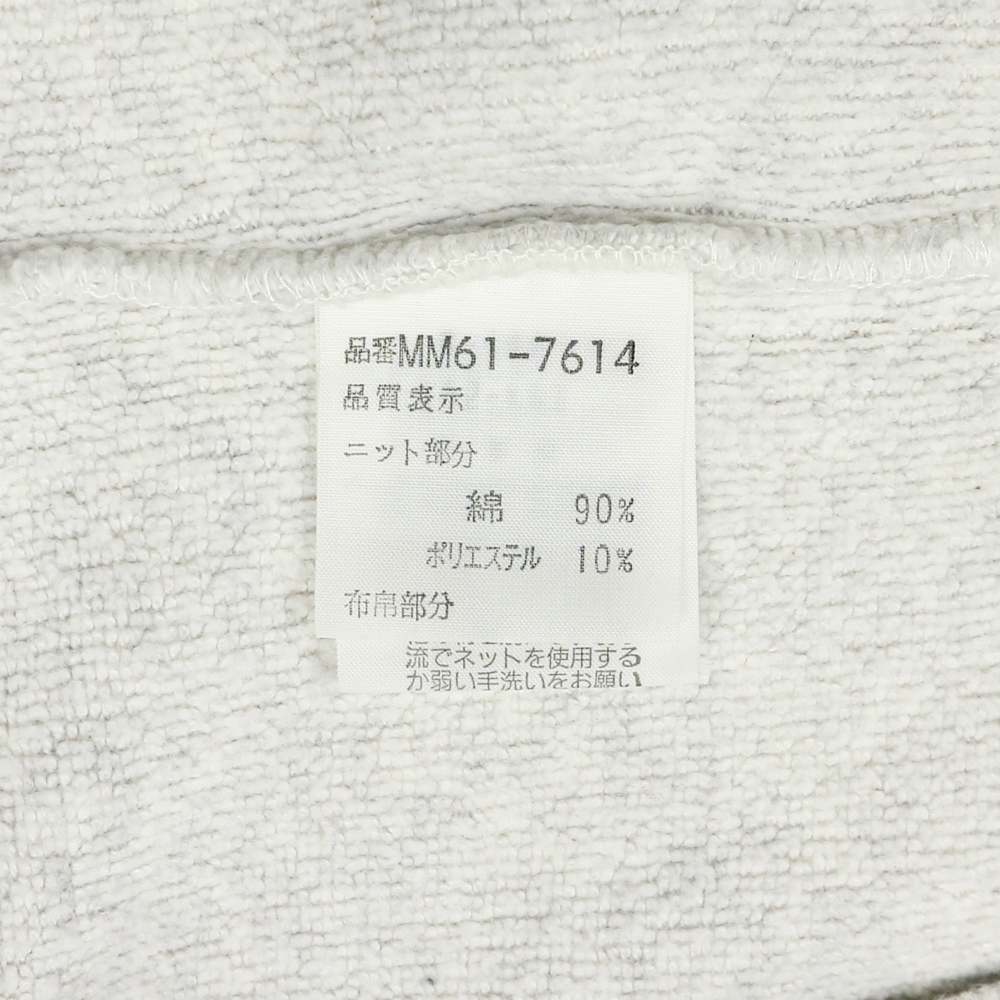 品番MM61-7614
品質表示
ニット部分
綿 90%
ポリエステル 10%
布帛部分
流でネットを使用する
か弱い手洗いをお願い